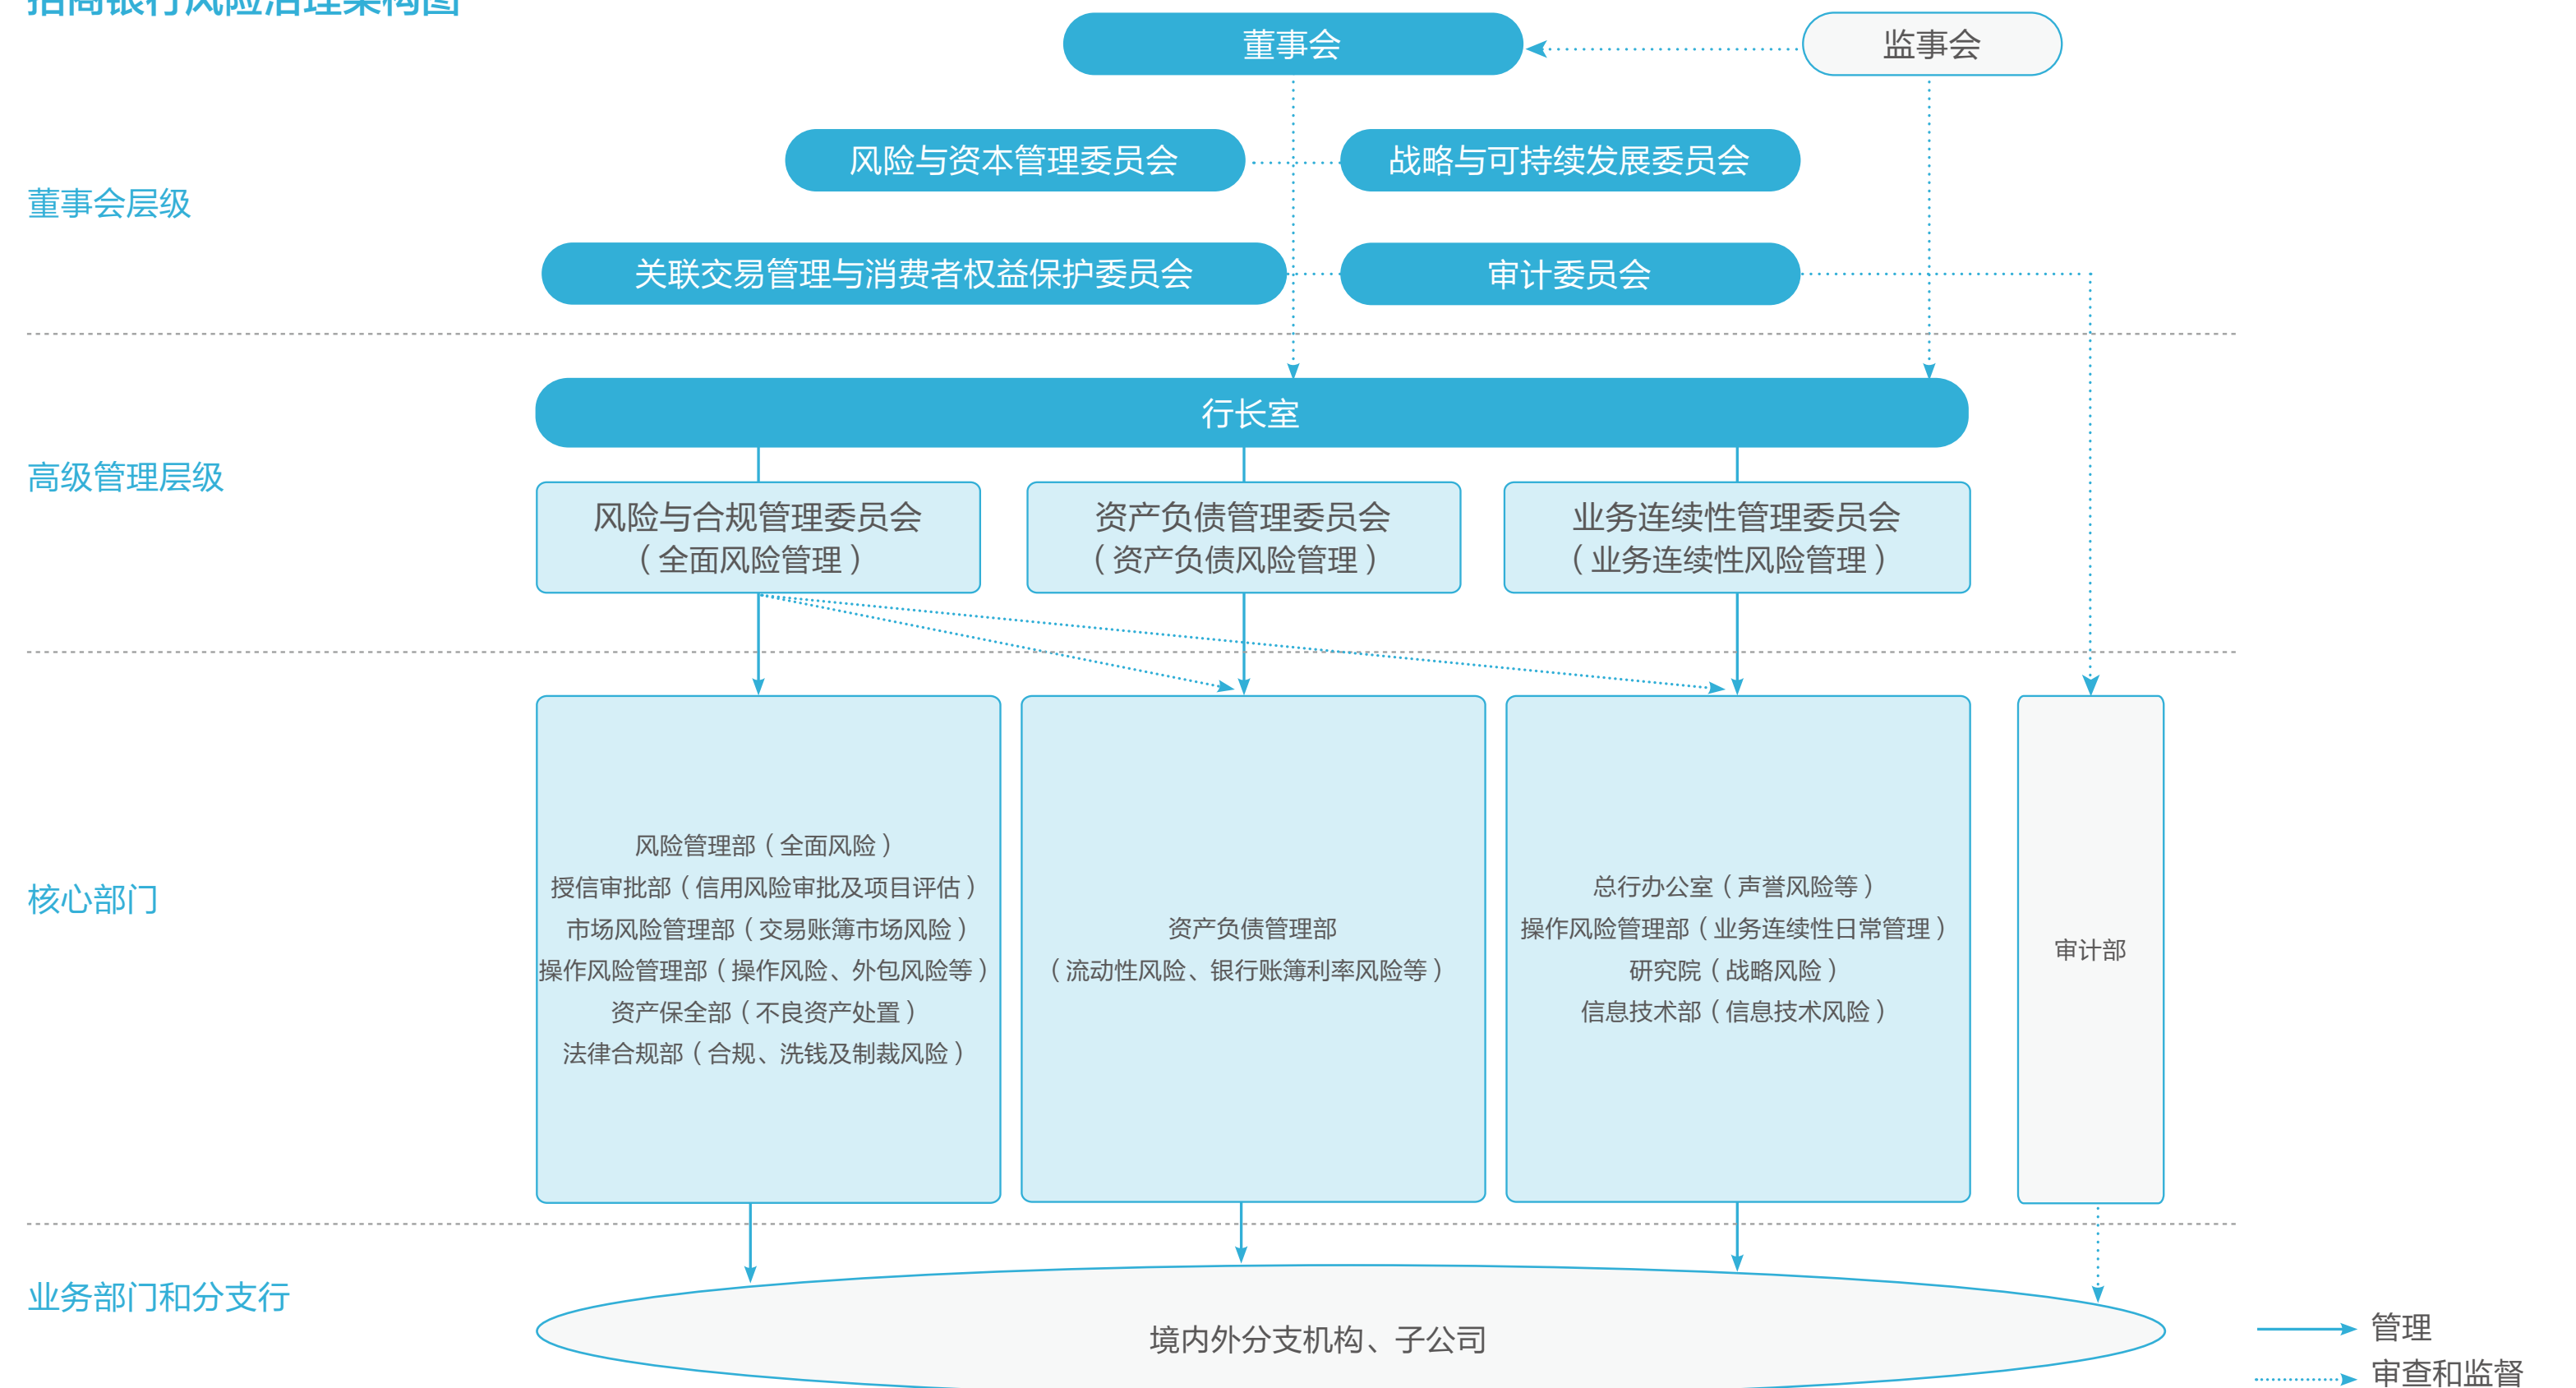 招商银行风险治理架构图
董事会
监事会
风险与资本管理委员会
战略与可持续发展委员会
董事会层级
关联交易管理与消费者权益保护委员会
审计委员会
行长室
高级管理层级
风险与合规管理委员会
（全面风险管理）
资产负债管理委员会
（资产负债风险管理）
业务连续性管理委员会
（业务连续性风险管理）
核心部门
风险管理部（全面风险）
授信审批部（信用风险审批及项目评估）
市场风险管理部（交易账簿市场风险）
操作风险管理部（操作风险、外包风险等）
资产保全部（不良资产处置）
法律合规部（合规、洗钱及制裁风险）
资产负债管理部
（流动性风险、银行账簿利率风险等）
总行办公室（声誉风险等）
操作风险管理部（业务连续性日常管理）
研究院（战略风险）
信息技术部（信息技术风险）
审计部
业务部门和分支行
境内外分支机构、子公司
管理
审查和监督